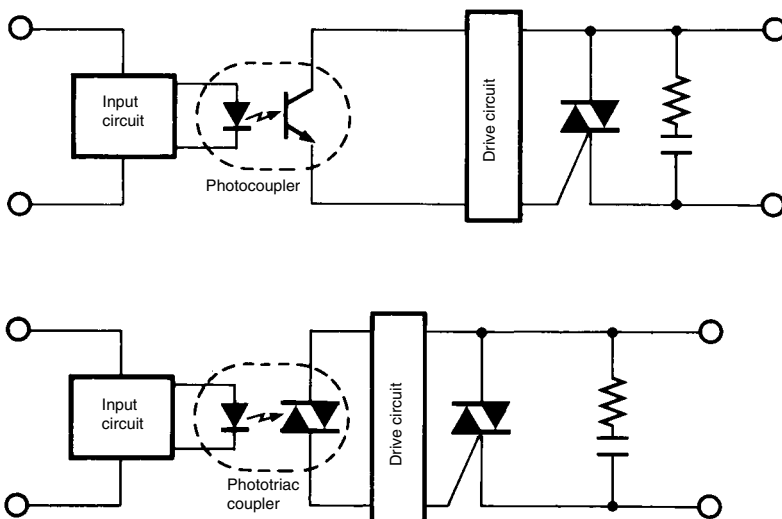 Input
circuit
Photocoupler
Drive circuit
Input
circuit
Phototriac
coupler
Drive circuit